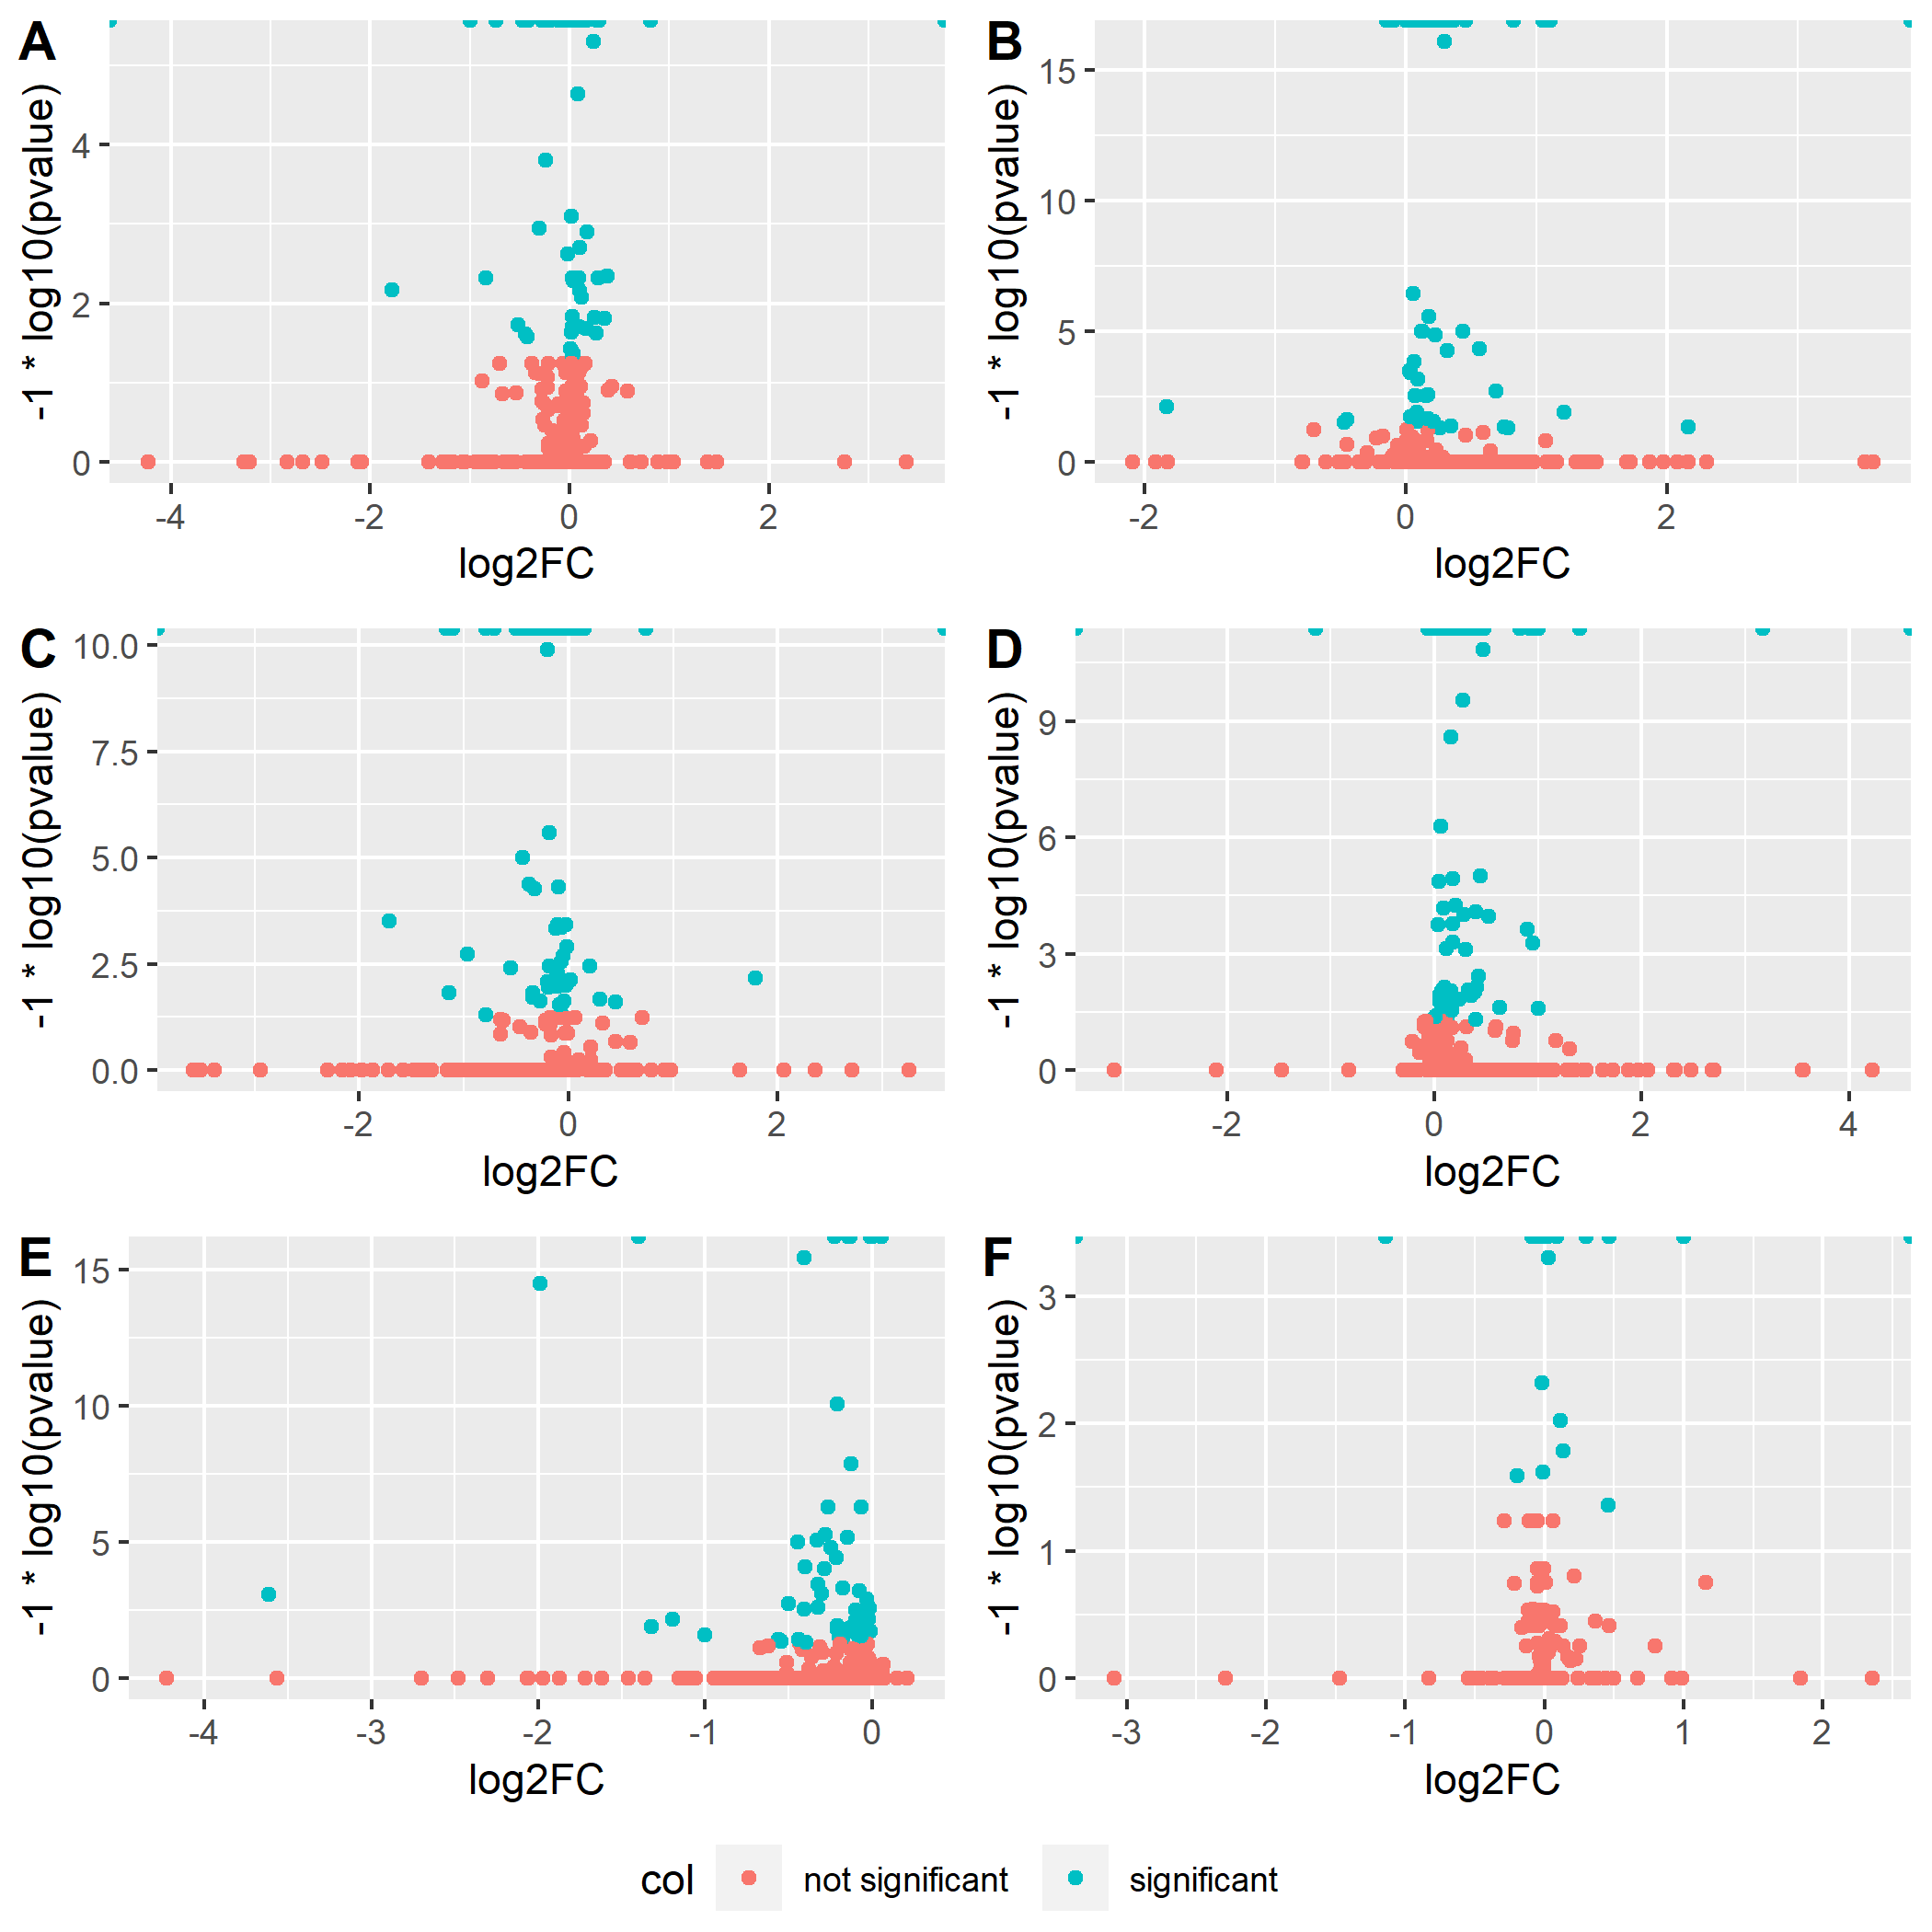 A
-1 * log10(pvalue)
4
2
0
-4 -2 0 2
log2FC
B
-1 * log10(pvalue)
15
10
5
0
-2 0 2
log2FC
C
-1 * log10(pvalue)
10.0
7.5
5.0
2.5
0.0
-2 0 2
log2FC
D
-1 * log10(pvalue)
9
6
3
0
-2 0 2 4
log2FC
E
-1 * log10(pvalue)
15
10
5
0
-4 -3 -2 -1 0
log2FC
F
-1 * log10(pvalue)
3
2
1
0
-3 -2 -1 0 1 2
log2FC
col not significant significant